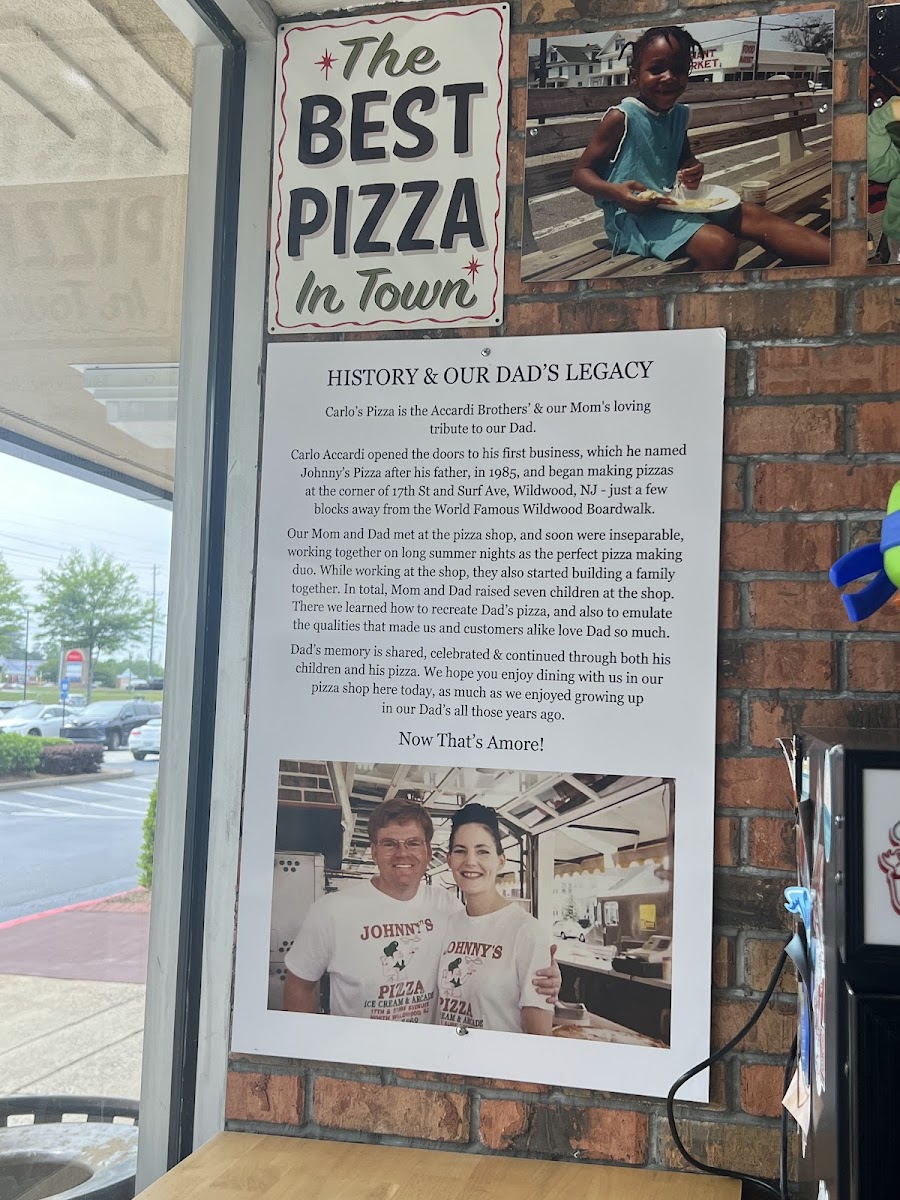 The
BEST
PIZZA
In Town
HISTORY & OUR DAD'S LEGACY
Carlo's Pizza is the Accardi Brothers' & our Mom's loving
tribute to our Dad.
Carlo Accardi opened the doors to his first business, which he named
Johnny's Pizza after his father, in 1985, and began making pizzas
at the corner of 17th St and Surf Ave, Wildwood, NJ - just a few
blocks away from the World Famous Wildwood Boardwalk.
Our Mom and Dad met at the pizza shop, and soon were inseparable,
working together on long summer nights as the perfect pizza making
duo. While working at the shop, they also started building a family
together. In total, Mom and Dad raised seven children at the shop.
There we learned how to recreate Dad's pizza, and also to emulate
the qualities that made us and customers alike love Dad so much.
Dad's memory is shared, celebrated & continued through both his
children and his pizza. We hope you enjoy dining with us in our
pizza shop here today, as much as we enjoyed growing up
in our Dad's all those years ago.
Now That's Amore!
JOHNNY'S
PIZZA
ICE CREAM & ARCADE
OHNNY'S
PIZZA
EAM & ARCADE